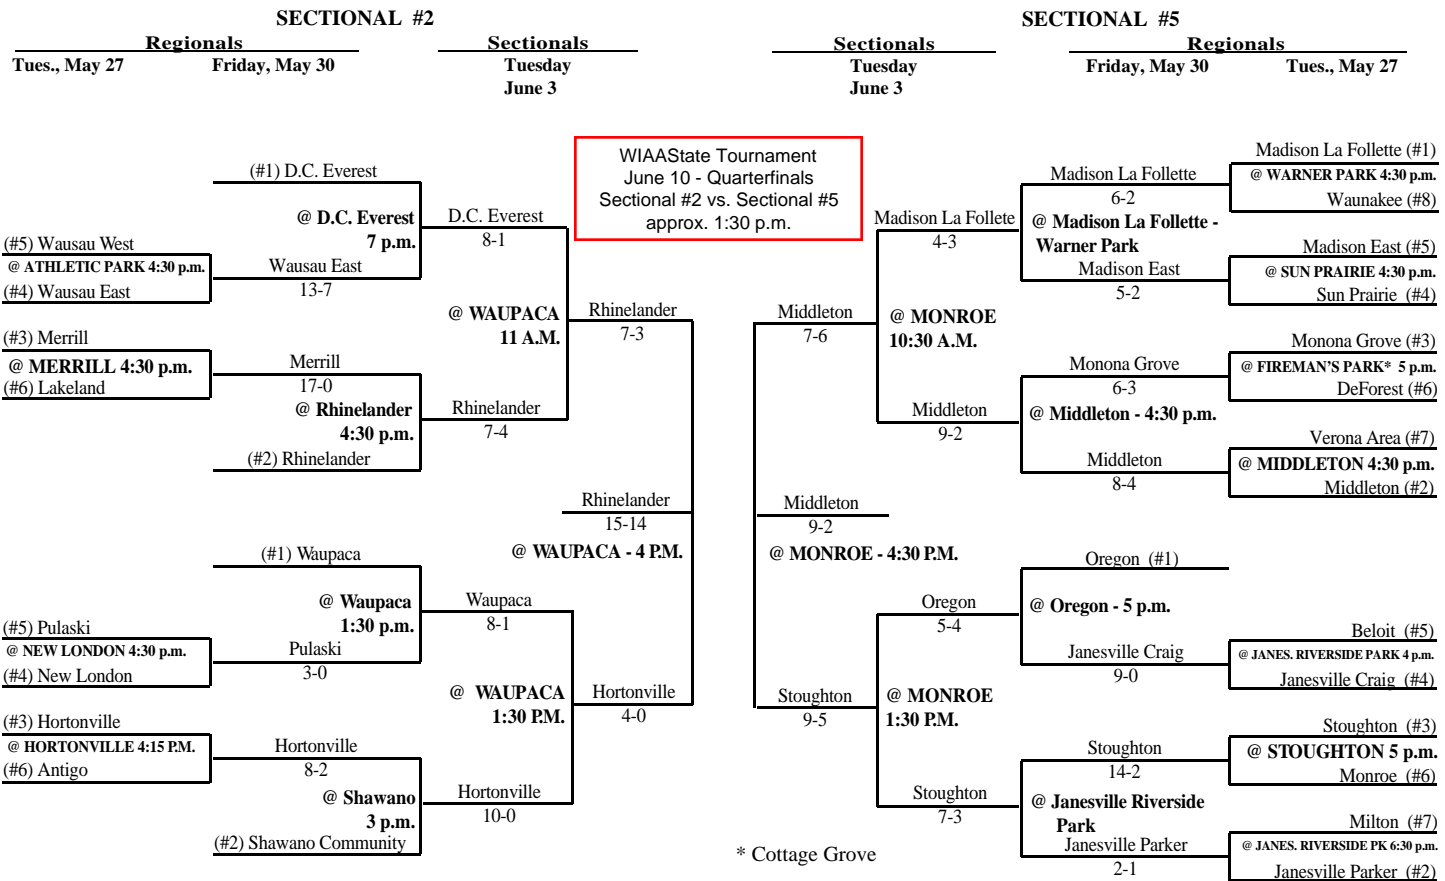 SECTIONAL #2
Regionals
Sectionals
Tues., May 27
Friday, May 30
Tuesday
June 3
(#1) D.C. Everest
@ D.C. Everest
7 p.m.
D.C. Everest
8-1
(#5) Wausau West
@ ATHLETIC PARK 4:30 p.m.
(#4) Wausau East
Wausau East
13-7
@ WAUPACA
11 A.M.
Rhinelander
7-3
(#3) Merrill
@ MERRILL 4:30 p.m.
(#6) Lakeland
Merrill
17-0
@ Rhinelander
4:30 p.m.
Rhinelander
7-4
(#2) Rhinelander
Rhinelander
15-14
@ WAUPACA - 4 P.M.
(#1) Waupaca
@ Waupaca
1:30 p.m.
Waupaca
8-1
(#5) Pulaski
@ NEW LONDON 4:30 p.m.
(#4) New London
Pulaski
3-0
@ WAUPACA
1:30 P.M.
Hortonville
4-0
(#3) Hortonville
@ HORTONVILLE 4:15 P.M.
(#6) Antigo
Hortonville
8-2
@ Shawano
3 p.m.
Hortonville
10-0
(#2) Shawano Community
WIAAState Tournament
June 10 - Quarterfinals
Sectional #2 vs. Sectional #5
approx. 1:30 p.m.
SECTIONAL #5
Sectionals
Regionals
Tuesday
June 3
Friday, May 30
Tues., May 27
Madison La Follette (#1)
@ WARNER PARK 4:30 p.m.
Waunakee (#8)
Madison La Follette
6-2
@ Madison La Follette -
Warner Park
Madison La Follete
4-3
Madison East (#5)
@ SUN PRAIRIE 4:30 p.m.
Sun Prairie (#4)
Madison East
5-2
Middleton
7-6
@ MONROE
10:30 A.M.
Monona Grove (#3)
@ FIREMAN'S PARK* 5 p.m.
DeForest (#6)
Monona Grove
6-3
@ Middleton - 4:30 p.m.
Middleton
9-2
Verona Area (#7)
@ MIDDLETON 4:30 p.m.
Middleton (#2)
Middleton
8-4
Middleton
9-2
@ MONROE - 4:30 P.M.
Oregon (#1)
@ Oregon - 5 p.m.
Oregon
5-4
Beloit (#5)
@ JANES. RIVERSIDE PARK 4 p.m.
Janesville Craig (#4)
Janesville Craig
9-0
Stoughton
9-5
@ MONROE
1:30 P.M.
Stoughton (#3)
@ STOUGHTON 5 p.m.
Monroe (#6)
Stoughton
14-2
@ Janesville Riverside
Park
Stoughton
7-3
Milton (#7)
@ JANES. RIVERSIDE PK 6:30 p.m.
Janesville Parker (#2)
Janesville Parker
2-1
* Cottage Grove